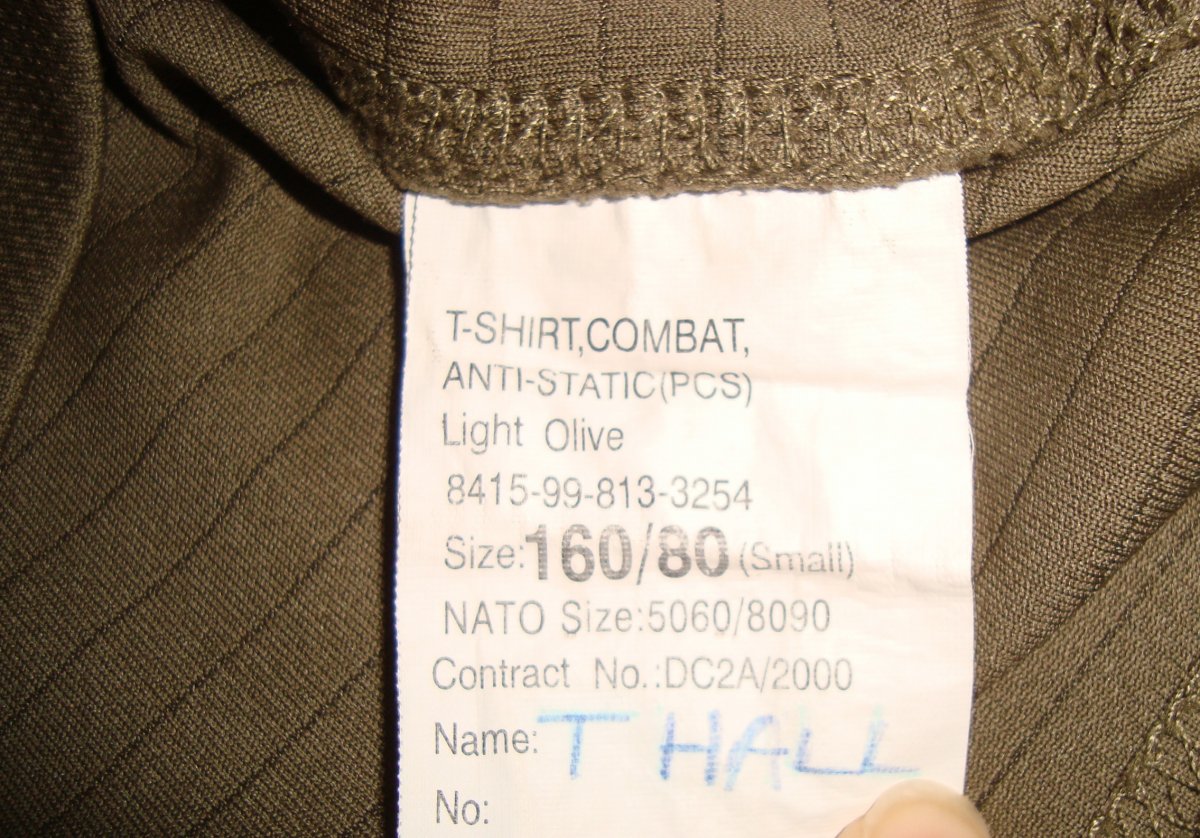 T-SHIRT,COMBAT,
ANTI-STATIC(PCS)
Light Olive
8415-99-813-3254
Size:160/80 (Small)
NATO Size:5060/8090
Contract No.:DC2A/2000
Name: T HALL
No: